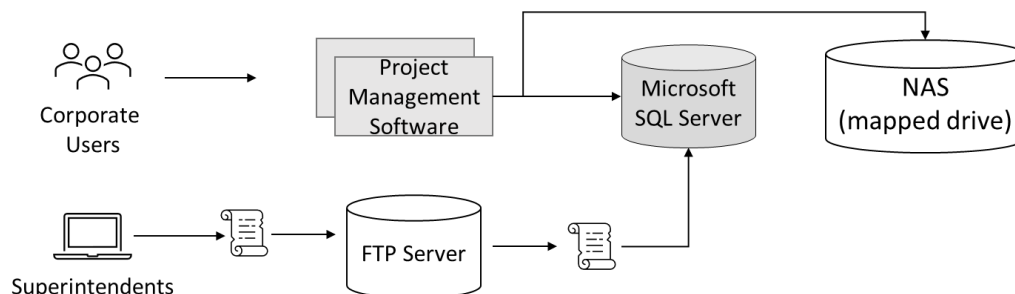 Corporate
Users
Project
Management
Software
Microsoft
SQL Server
NAS
(mapped drive)
Superintendents
FTP Server